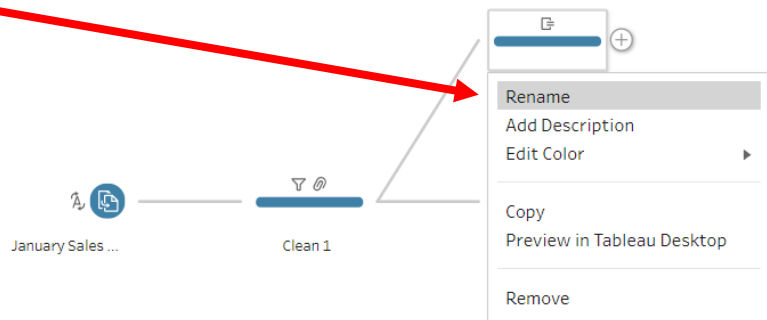 Rename
Add Description
Edit Color
January Sales ...
Clean 1
Copy
Preview in Tableau Desktop
Remove